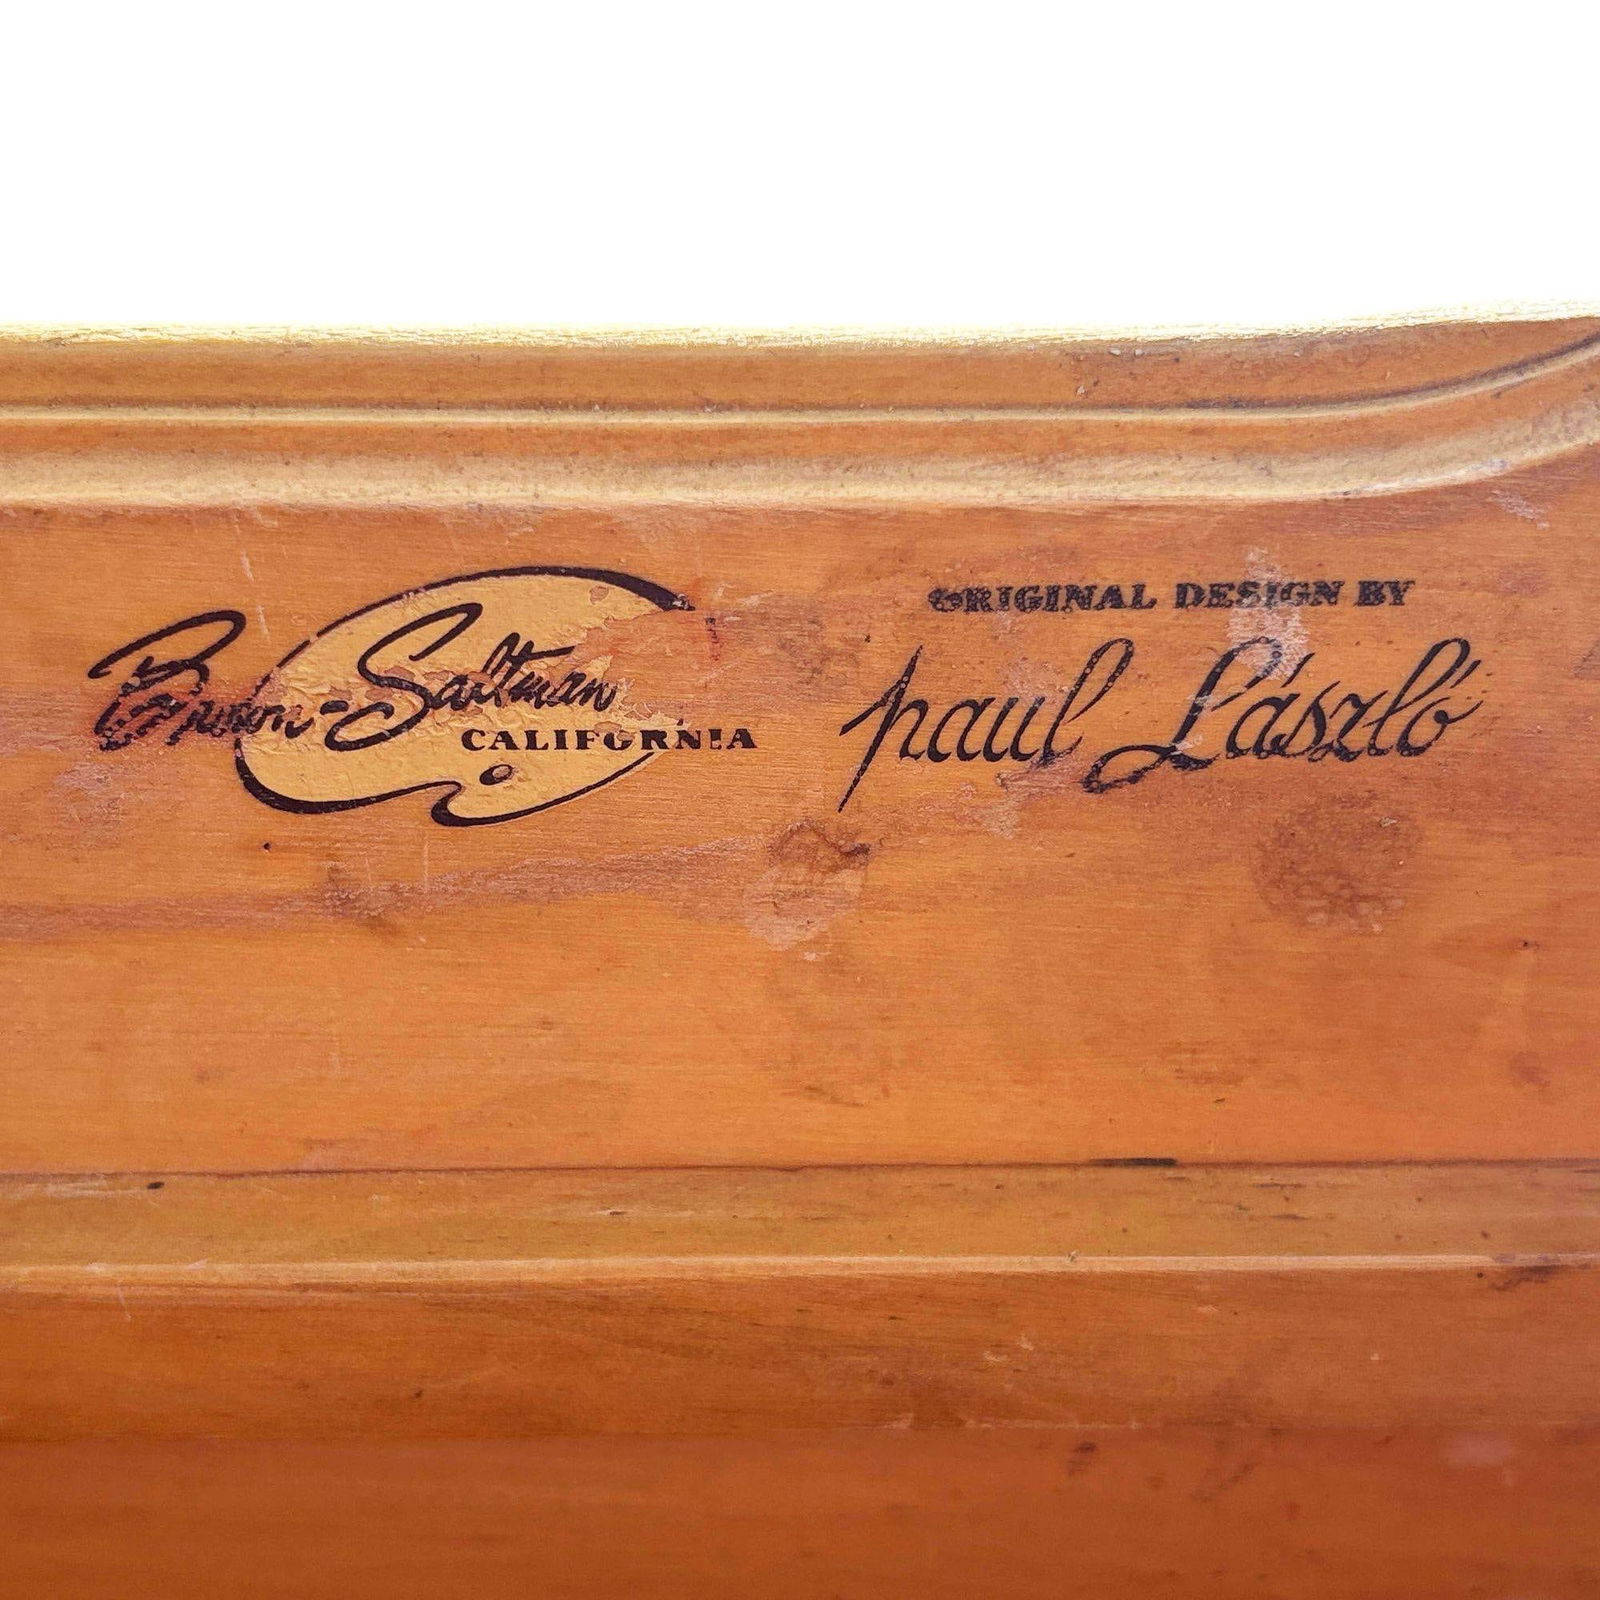 Brown-Saltman
CALIFORNIA
ORIGINAL DESIGN BY
paul László